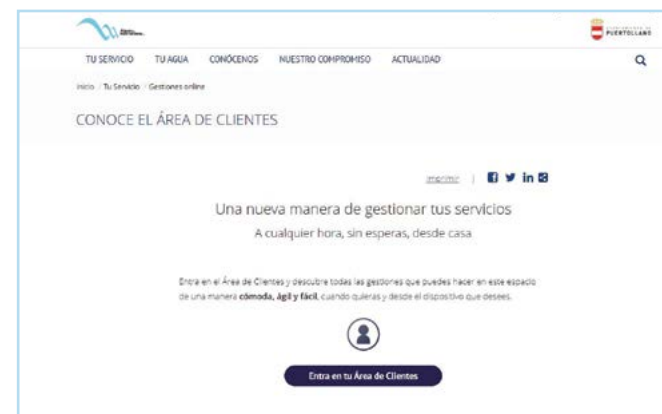 PUERTOLLANO
TU SERVICIO TU AGUA CONÓCENOS NUESTRO COMPROMISO ACTUALIDAD
Inicio / Tu Servicio / Gestiones online
CONOCE EL ÁREA DE CLIENTES
imprimir |
Una nueva manera de gestionar tus servicios
A cualquier hora, sin esperas, desde casa
Entra en el Área de Clientes y descubre todas las gestiones que puedes hacer en este espacio
de una manera cómoda, ágil y fácil, cuando quieras y desde el dispositivo que desees.
Entra en tu Área de Clientes